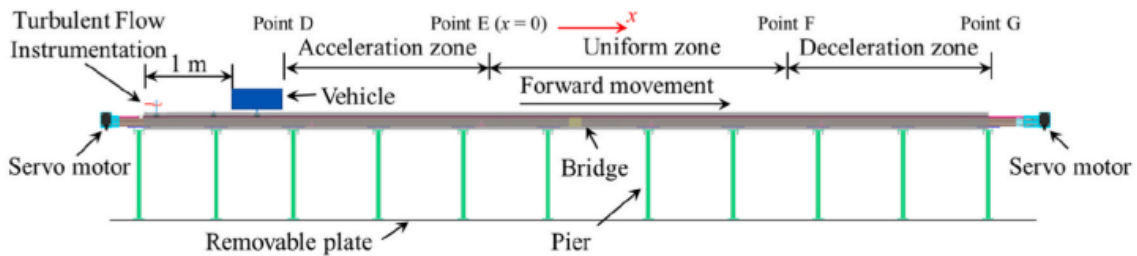 Turbulent Flow
Instrumentation
Point D
Point E (x = 0)
x
Point F
Point G
Acceleration zone
Uniform zone
Deceleration zone
1 m
Vehicle
Forward movement
Servo motor
Bridge
Servo motor
Removable plate
Pier